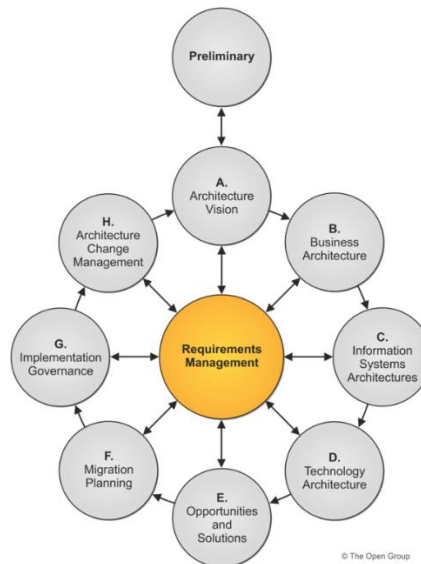 Preliminary
A.
Architecture
Vision
B.
Business
Architecture
C.
Information
Systems
Architectures
D.
Technology
Architecture
E.
Opportunities
and
Solutions
F.
Migration
Planning
G.
Implementation
Governance
H.
Architecture
Change
Management
Requirements
Management
© The Open Group